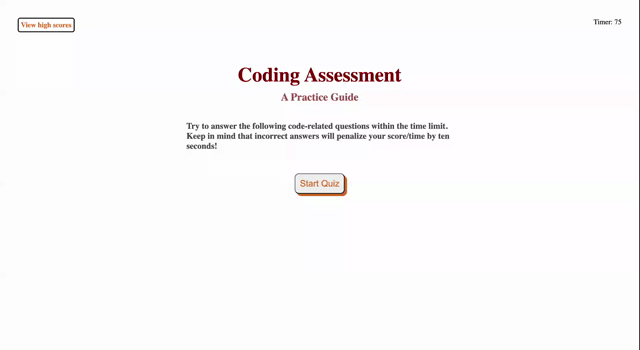 View high scores
Timer: 75
Coding Assessment
A Practice Guide
Try to answer the following code-related questions within the time limit.
Keep in mind that incorrect answers will penalize your score/time by ten
seconds!
Start Quiz